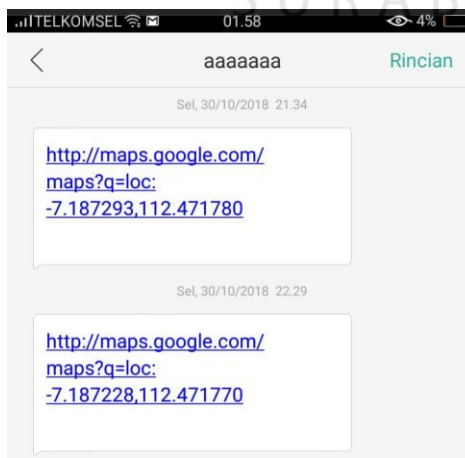 TELKOMSEL 01.58 4%
aaaaaaa Rincian
Sel, 30/10/2018 21.34
http://maps.google.com/
maps?q=loc:
-7.187293,112.471780
Sel, 30/10/2018 22.29
http://maps.google.com/
maps?q=loc:
-7.187228,112.471770